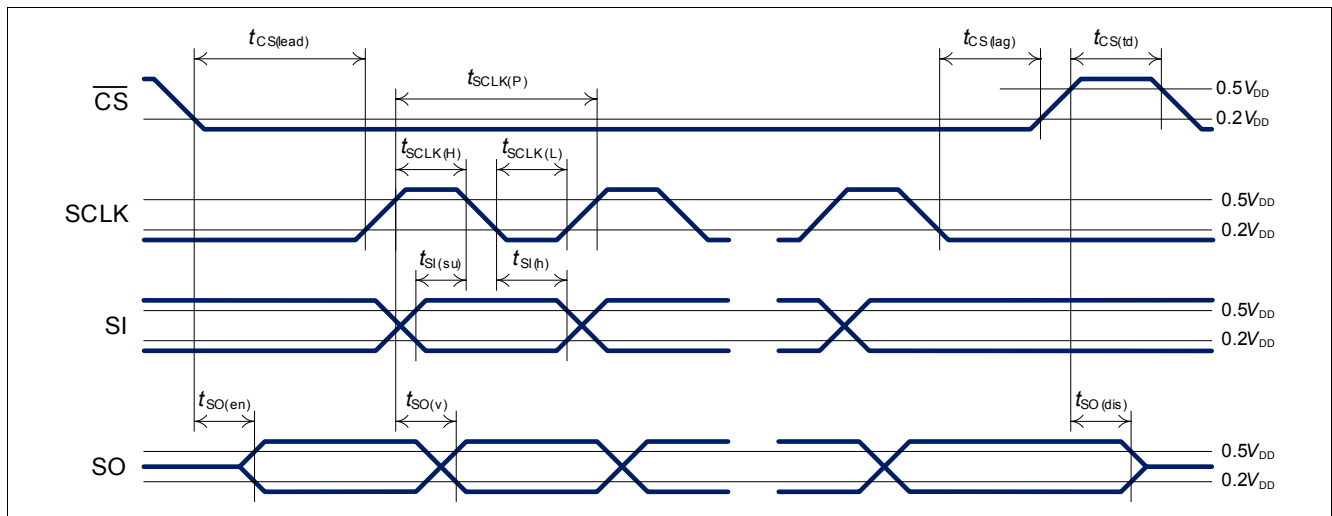 tCS(lead)
tCS(lag)
tCS(td)
tSCLK(P)
CS
0.5VDD
0.2VDD
tSCLK(H)
tSCLK(L)
SCLK
0.5VDD
0.2VDD
tSI(su)
tSI(h)
SI
0.5VDD
0.2VDD
tSO(en)
tSO(v)
tSO(dis)
SO
0.5VDD
0.2VDD